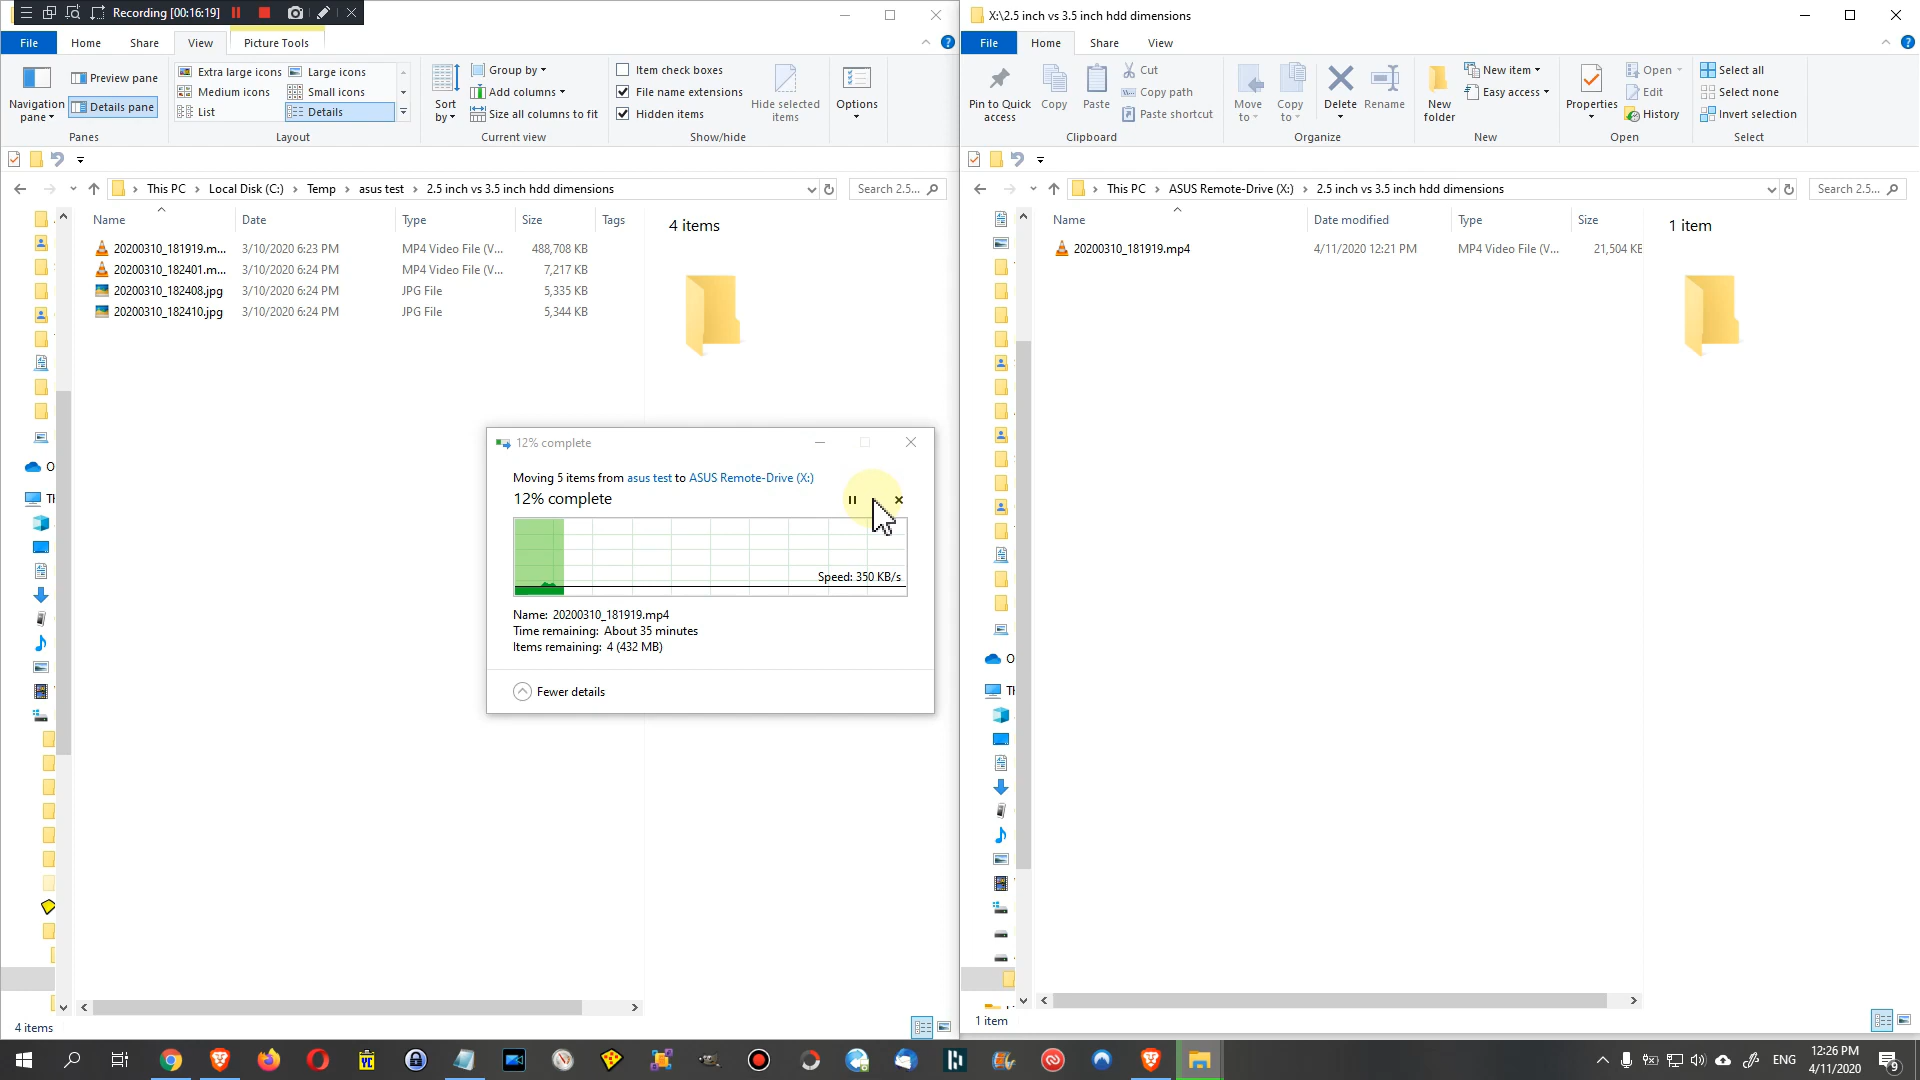 Recording [00:16:19]
File Home Share View Picture Tools
Navigation pane
Preview pane
Details pane
Panes
Extra large icons Large icons
Medium icons Small icons
List Details
Layout
Sort by
Group by
Add columns
Size all columns to fit
Current view
Item check boxes
File name extensions
Hidden items
Hide selected items
Show/hide
Options
This PC Local Disk (C:) Temp asus test 2.5 inch vs 3.5 inch hdd dimensions
Search 2.5...
Name Date Type Size Tags
20200310_181919.m... 3/10/2020 6:23 PM MP4 Video File (V... 488,708 KB
20200310_182401.m... 3/10/2020 6:24 PM MP4 Video File (V... 7,217 KB
20200310_182408.jpg 3/10/2020 6:24 PM JPG File 5,335 KB
20200310_182410.jpg 3/10/2020 6:24 PM JPG File 5,344 KB
4 items
12% complete
Moving 5 items from asus test to ASUS Remote-Drive (X:)
12% complete
Speed: 350 KB/s
Name: 20200310_181919.mp4
Time remaining: About 35 minutes
Items remaining: 4 (432 MB)
Fewer details
4 items
X:\2.5 inch vs 3.5 inch hdd dimensions
File Home Share View
Pin to Quick access
Copy
Paste
Cut
Copy path
Paste shortcut
Clipboard
Move to
Copy to
Delete
Rename
Organize
New folder
New item
Easy access
New
Properties
Open
Edit
History
Open
Select all
Select none
Invert selection
Select
This PC ASUS Remote-Drive (X:) 2.5 inch vs 3.5 inch hdd dimensions
Search 2.5...
Name Date modified Type Size
20200310_181919.mp4 4/11/2020 12:21 PM MP4 Video File (V... 21,504 KB
1 item
1 item
ENG
12:26 PM
4/11/2020
9